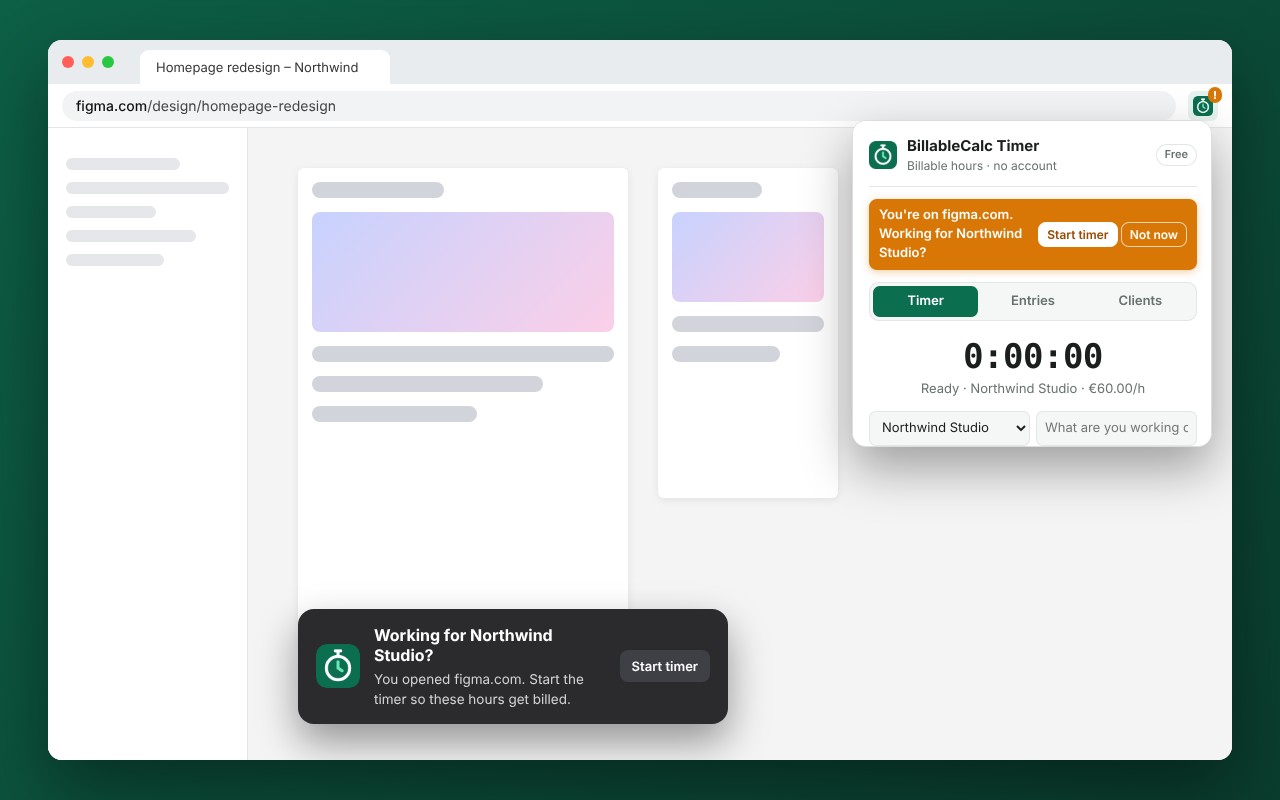 Homepage redesign – Northwind
figma.com/design/homepage-redesign
!
BillableCalc Timer
Billable hours · no account
Free
You're on figma.com.
Working for Northwind
Studio?
Start timer
Not now
Timer
Entries
Clients
0:00:00
Ready · Northwind Studio · €60.00/h
Northwind Studio
What are you working
Working for Northwind
Studio?
You opened figma.com. Start the
timer so these hours get billed.
Start timer